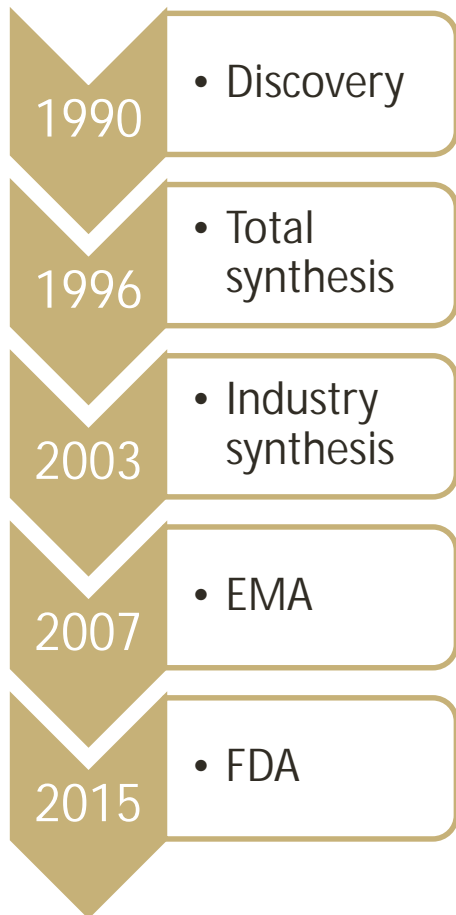 1990
• Discovery
1996
• Total
synthesis
2003
• Industry
synthesis
2007
• EMA
2015
• FDA